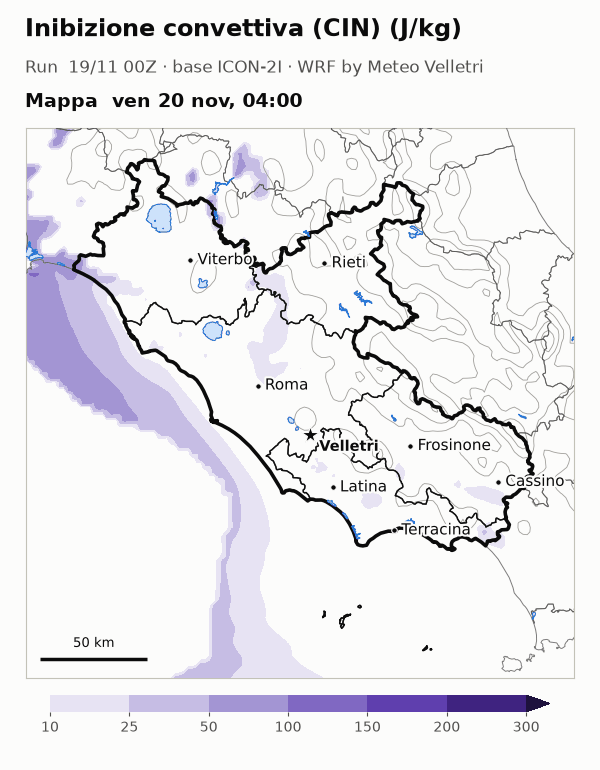 Inibizione convettiva (CIN) (J/kg)
Run  19/11 00Z · base ICON-2I · WRF by Meteo Velletri
Mappa  ven 20 nov, 04:00
Viterbo
Rieti
Roma
Velletri
Frosinone
Latina
Cassino
Terracina
50 km
10 25 50 100 150 200 300